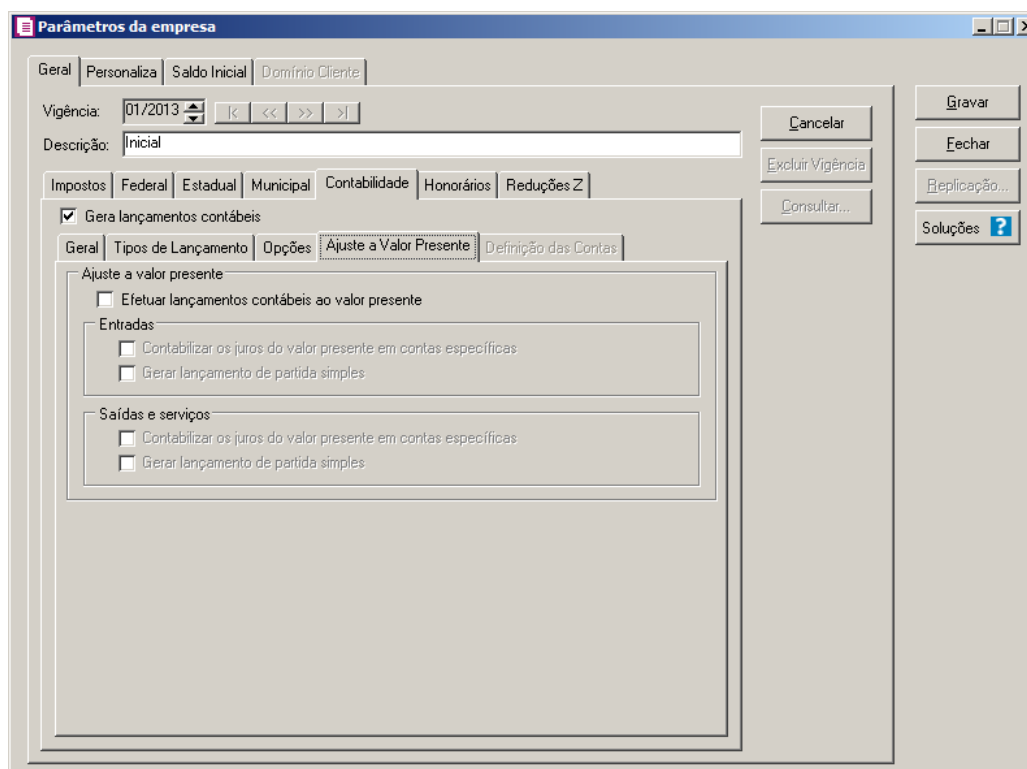 Parâmetros da empresa
Geral Personaliza Saldo Inicial Domínio Cliente
Vigência: 01/2013 |< << >> >|
Descrição: Inicial
Cancelar
Excluir Vigência
Consultar...
Gravar
Fechar
Replicação...
Soluções ?
Impostos Federal Estadual Municipal Contabilidade Honorários Reduções Z
Gera lançamentos contábeis
Geral Tipos de Lançamento Opções Ajuste a Valor Presente Definição das Contas
Ajuste a valor presente
Efetuar lançamentos contábeis ao valor presente
Entradas
Contabilizar os juros do valor presente em contas específicas
Gerar lançamento de partida simples
Saídas e serviços
Contabilizar os juros do valor presente em contas específicas
Gerar lançamento de partida simples